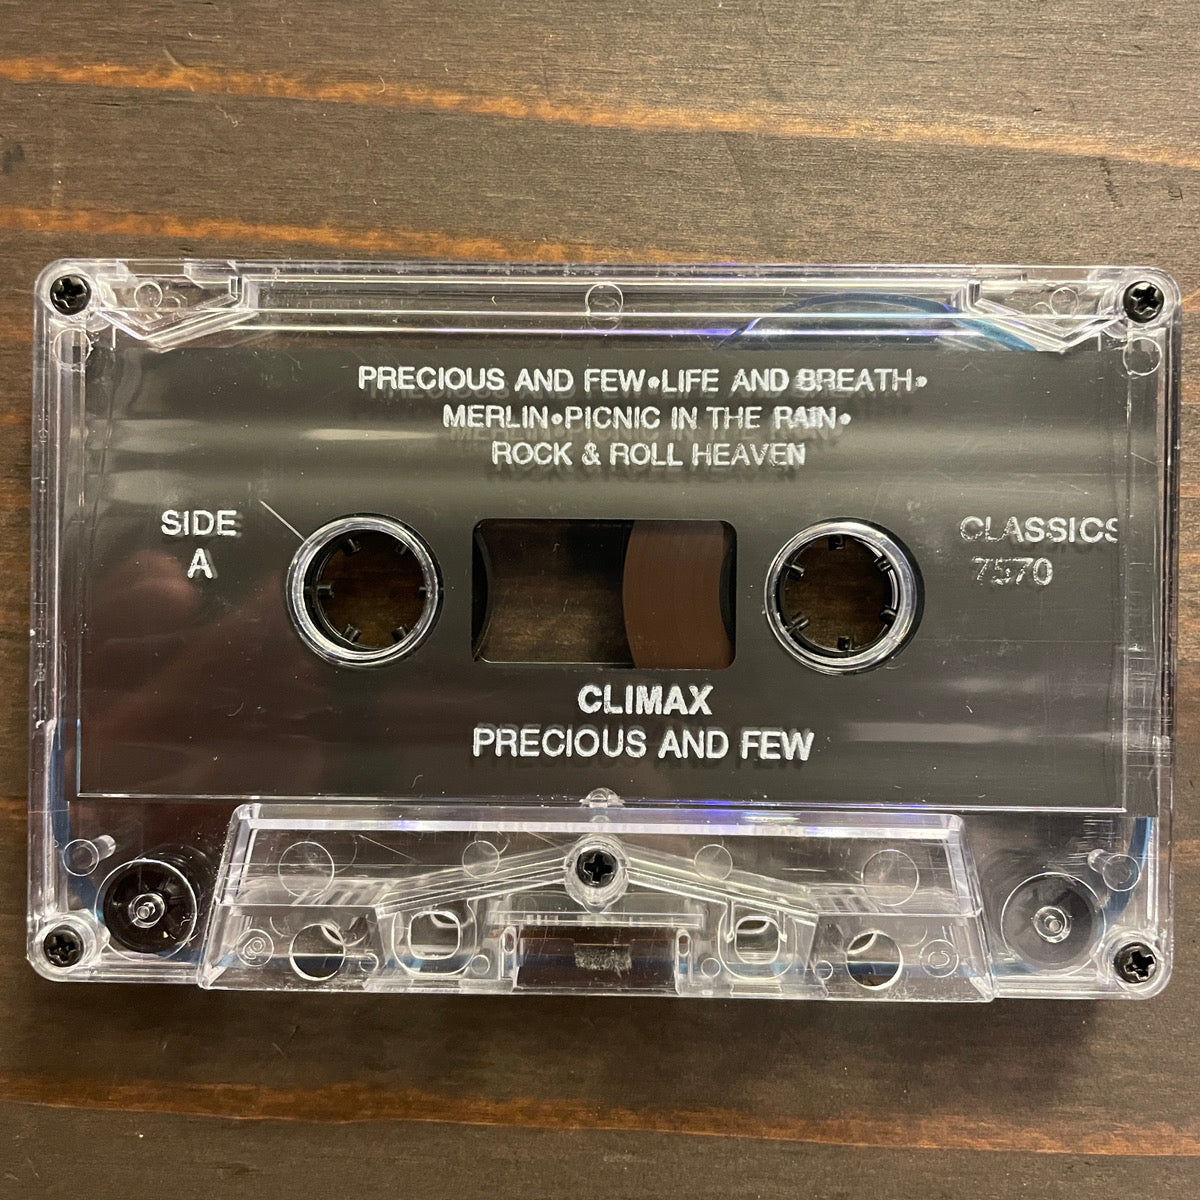 PRECIOUS AND FEW•LIFE AND BREATH•
MERLIN•PICNIC IN THE RAIN•
ROCK & ROLL HEAVEN
SIDE
A
CLASSICS
7570
CLIMAX
PRECIOUS AND FEW